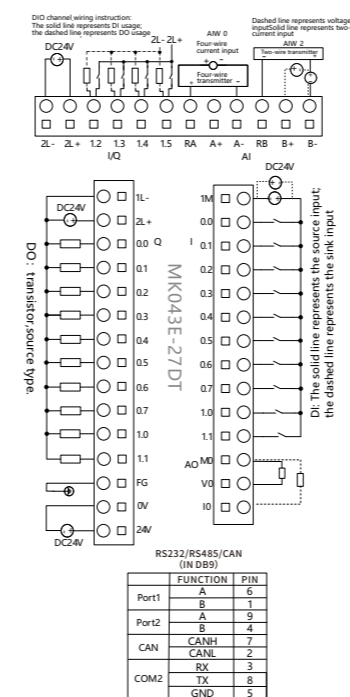 DIO channel,wiring instruction:
The solid line represents DI usage;
the dashed line represents DO usage
DC24V
2L- 2L+
AIW 0
Four-wire
current input
Four-wire
transmitter
- +
Dashed line represents voltage
inputSolid line represents two-
current input
AIW 2
Two-wire transmitter
2L- 2L+ 1.2 1.3 1.4 1.5 RA A+ A- RB B+ B-
I/Q AI
DC24V
1L-
2L+
0.0 Q
0.1
0.2
0.3
0.4
0.5
0.6
0.7
1.0
1.1
FG
0V
24V
DC24V
DO: transistor,source type.
MK043E-27DT
DC24V
1M
0.0
I 0.1
0.2
0.3
0.4
0.5
0.6
0.7
1.0
1.1
AO M0
V0
I0
DI: The solid line represents the source input;
the dashed line represents the sink input
RS232/RS485/CAN
(IN DB9)
FUNCTION PIN
Port1 A 6
B 1
Port2 A 9
B 4
CAN CANH 7
CANL 2
COM2 RX 3
TX 8
GND 5